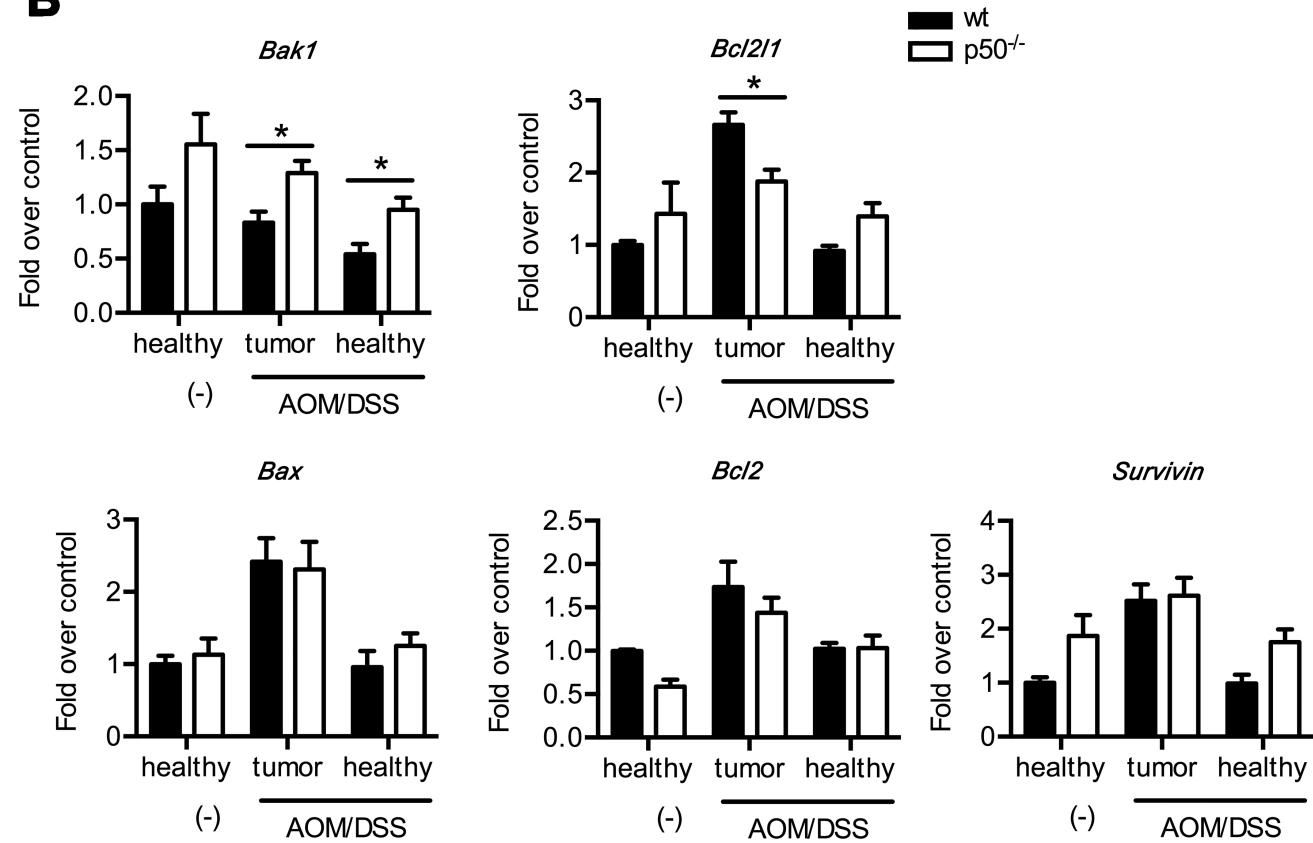 B
wt
p50-/-
Bak1
Fold over control
2.0
1.5
1.0
0.5
0.0
*
*
healthy tumor healthy
(-)
AOM/DSS
Bcl2l1
Fold over control
3
2
1
0
*
healthy tumor healthy
(-)
AOM/DSS
Bax
Fold over control
3
2
1
0
healthy tumor healthy
(-)
AOM/DSS
Bcl2
Fold over control
2.5
2.0
1.5
1.0
0.5
0.0
healthy tumor healthy
(-)
AOM/DSS
Survivin
Fold over control
4
3
2
1
0
healthy tumor healthy
(-)
AOM/DSS